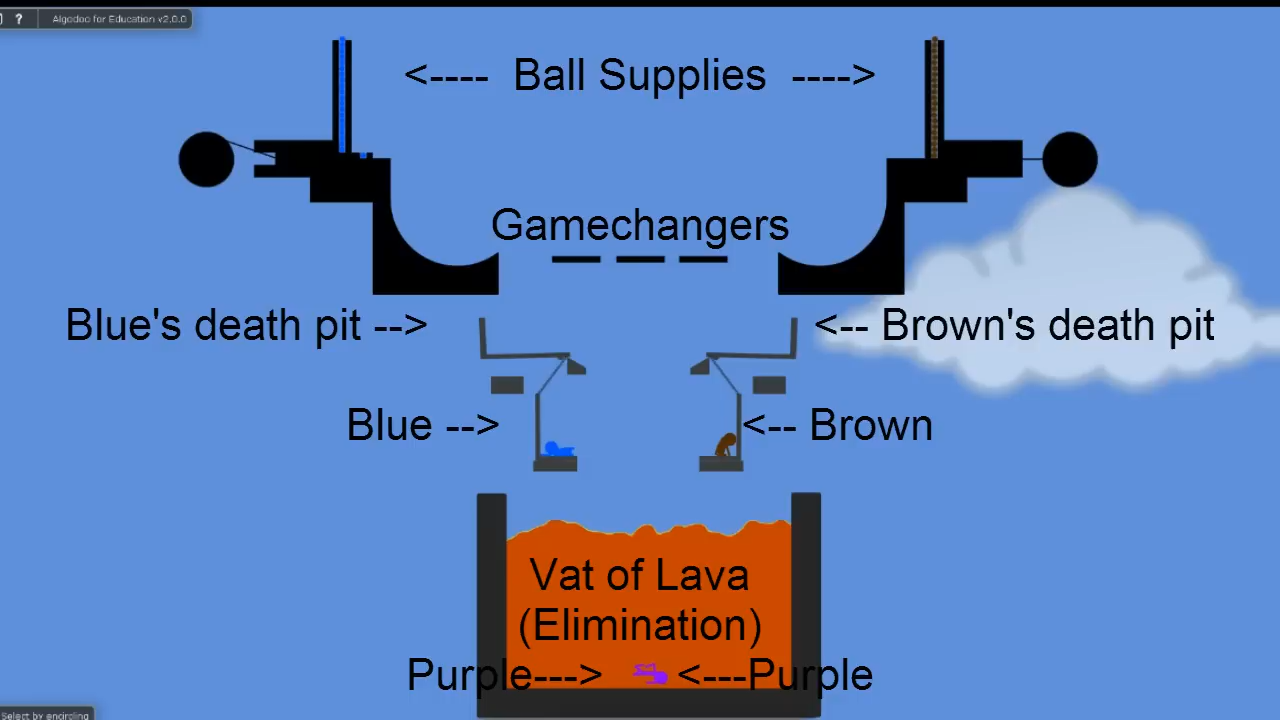 ? Algodoo for Education v2.0.0
<---- Ball Supplies ---->
Gamechangers
Blue's death pit --> <-- Brown's death pit
Blue --> <-- Brown
Vat of Lava
(Elimination)
Purple---> <---Purple
Select by encircling